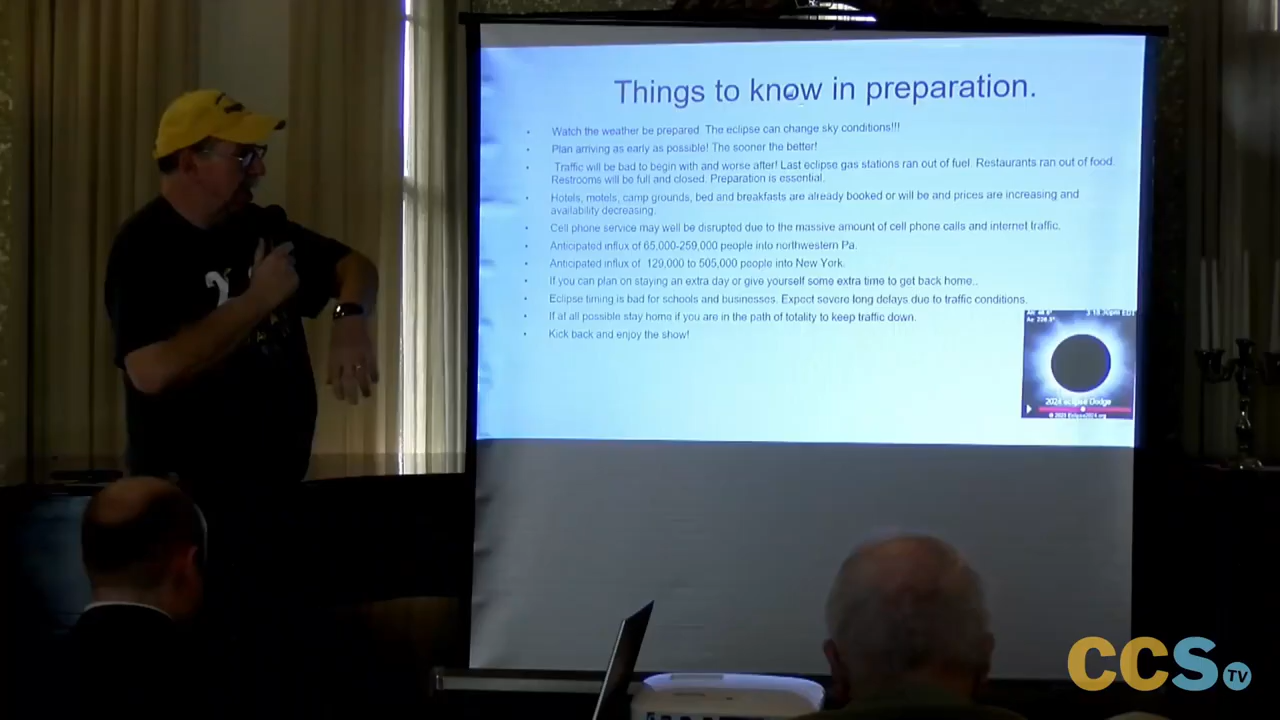 Things to know in preparation.
Watch the weather be prepared. The eclipse can change sky conditions!!!
Plan arriving as early as possible! The sooner the better!
Traffic will be bad to begin with and worse after! Last eclipse gas stations ran out of fuel. Restaurants ran out of food.
Restrooms will be full and closed. Preparation is essential.
Hotels, motels, camp grounds, bed and breakfasts are already booked or will be and prices are increasing and
availability decreasing.
Cell phone service may well be disrupted due to the massive amount of cell phone calls and internet traffic.
Anticipated influx of 65,000-259,000 people into northwestern Pa.
Anticipated influx of 129,000 to 505,000 people into New York.
If you can plan on staying an extra day or give yourself some extra time to get back home..
Eclipse timing is bad for schools and businesses. Expect severe long delays due to traffic conditions.
If at all possible stay home if you are in the path of totality to keep traffic down.
Kick back and enjoy the show!
2024 eclipse Dodge
CCS TV